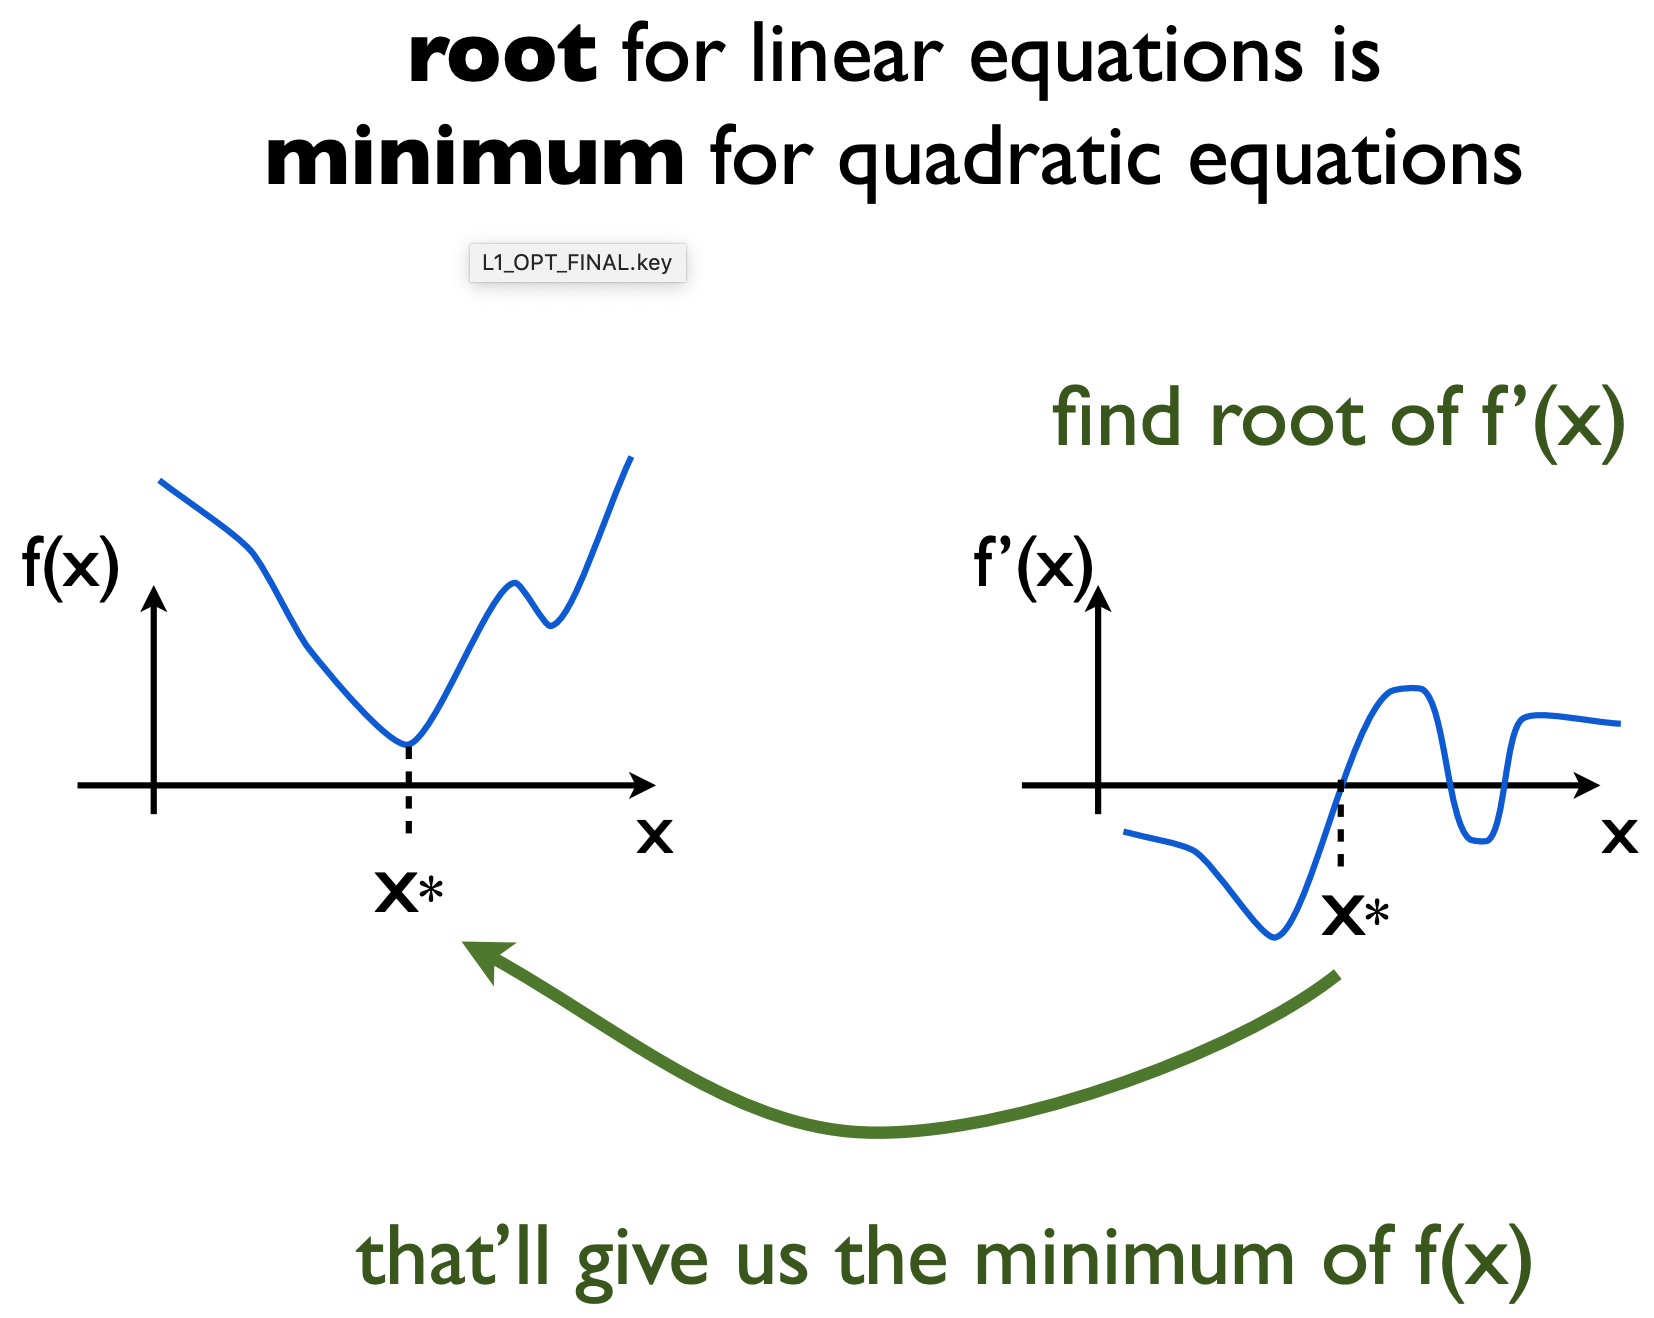 root for linear equations is
minimum for quadratic equations
L1_OPT_FINAL.key
find root of f’(x)
f(x)
x
x*
f’(x)
x
x*
that’ll give us the minimum of f(x)